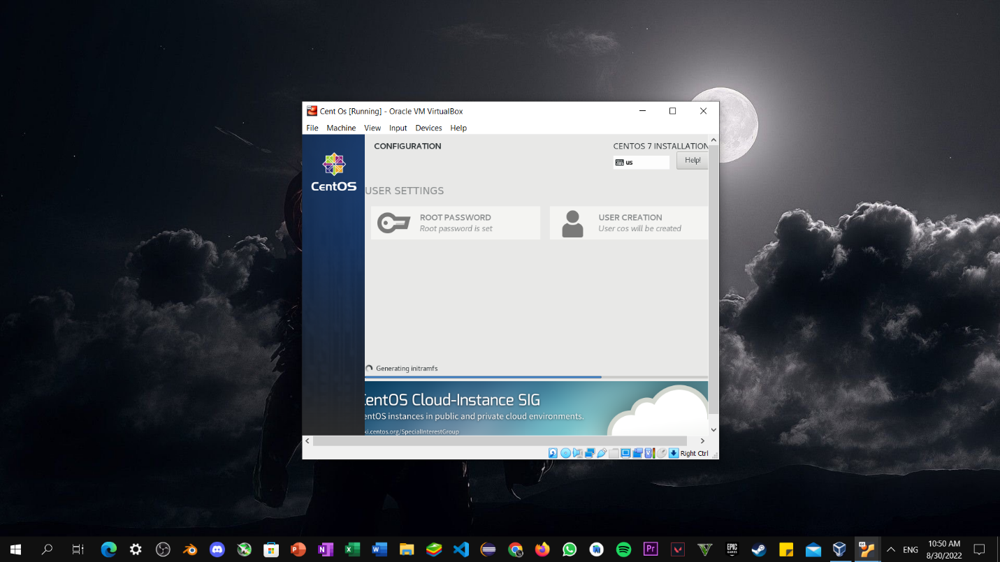 Cent Os [Running] - Oracle VM VirtualBox
File Machine View Input Devices Help
CentOS
CONFIGURATION
CENTOS 7 INSTALLATION
us
Help!
USER SETTINGS
ROOT PASSWORD
Root password is set
USER CREATION
User cos will be created
Generating initramfs
entOS Cloud-Instance SIG
entOS instances in public and private cloud environments.
ki.centos.org/SpecialInterestGroup
Right Ctrl
Pr
EPIC
GAMES
ENG
10:50 AM
8/30/2022